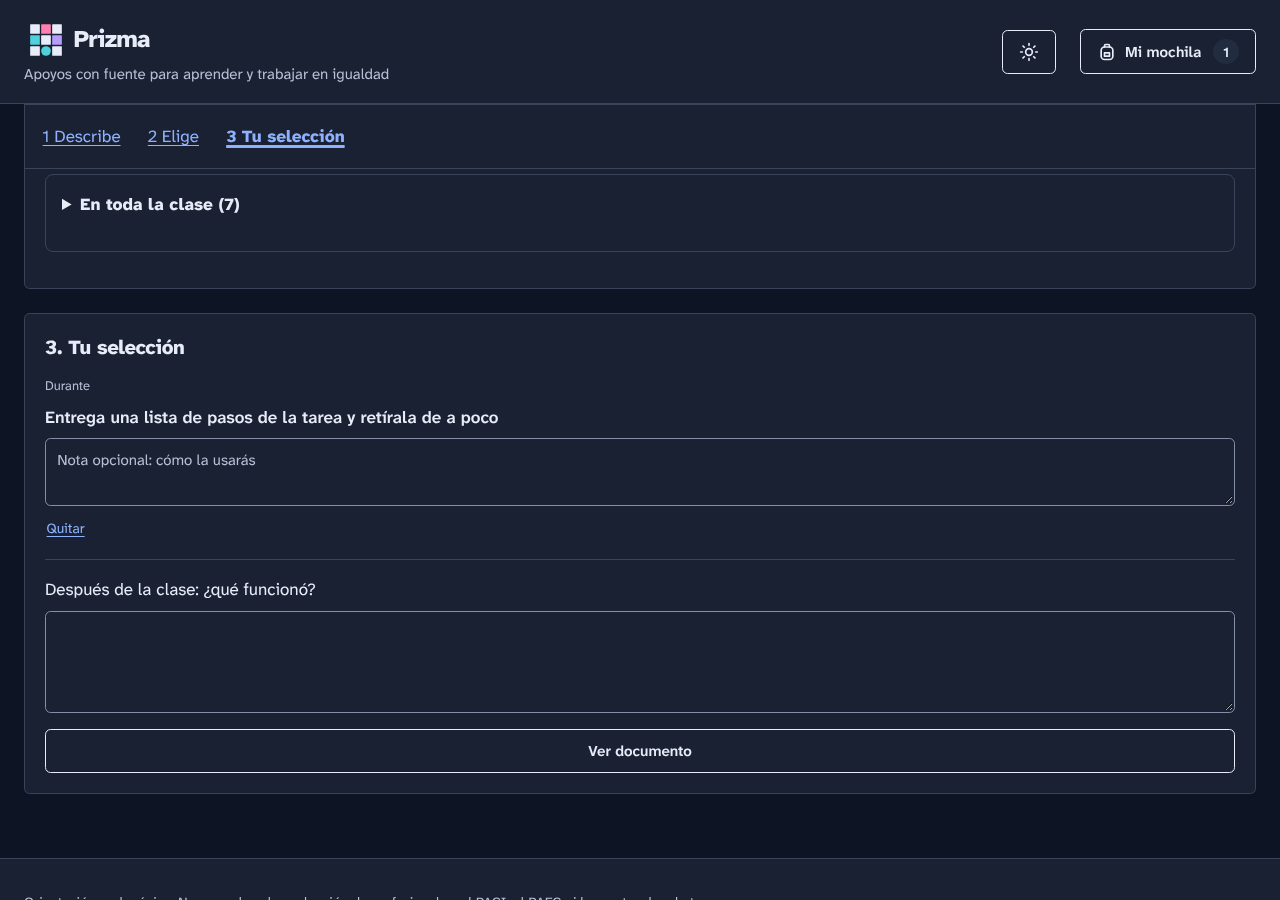 Prizma
Apoyos con fuente para aprender y trabajar en igualdad
Mi mochila 1
1 Describe 2 Elige 3 Tu selección
En toda la clase (7)
3. Tu selección
Durante
Entrega una lista de pasos de la tarea y retírala de a poco
Nota opcional: cómo la usarás
Quitar
Después de la clase: ¿qué funcionó?
Ver documento